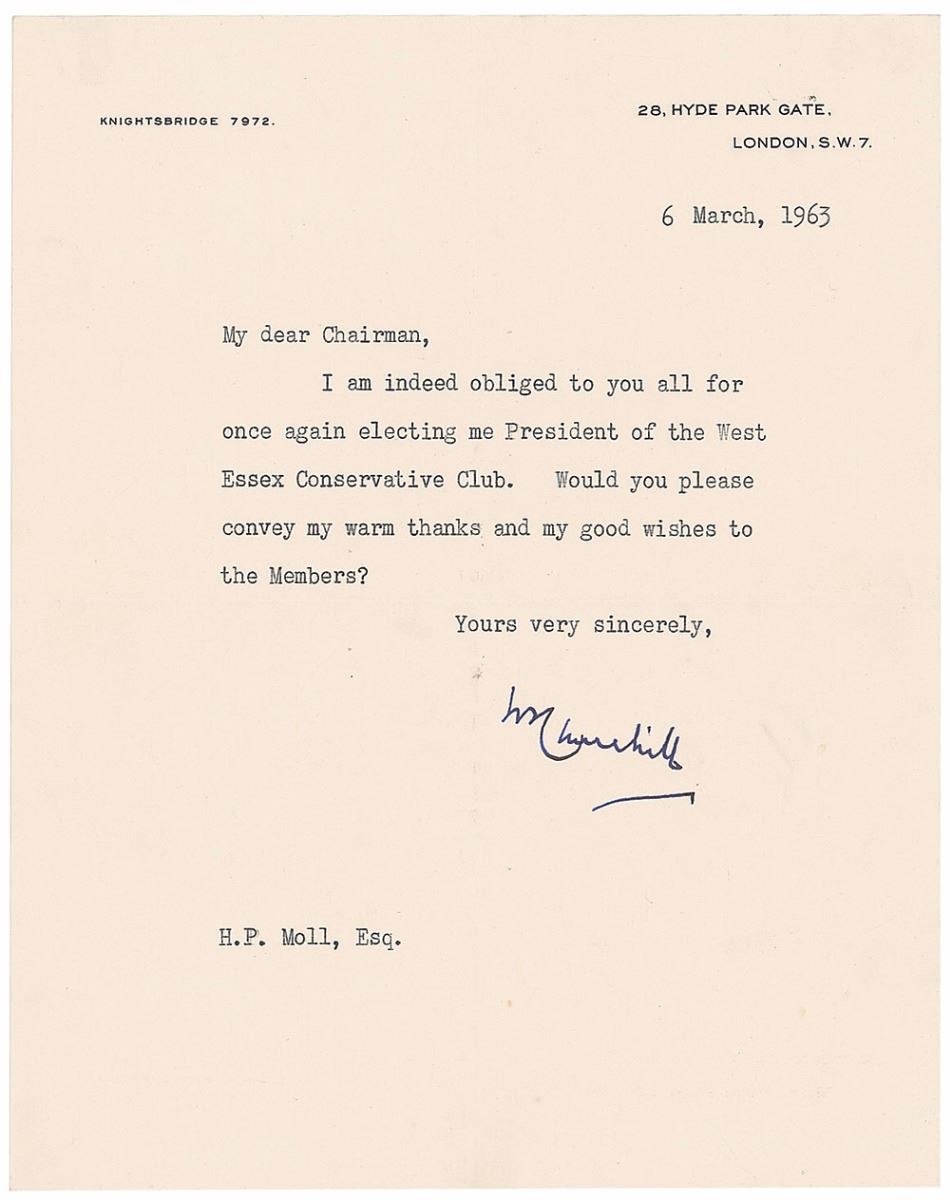 KNIGHTSBRIDGE 7972.
28, HYDE PARK GATE,
LONDON, S.W.7.
6 March, 1963
My dear Chairman,
I am indeed obliged to you all for
once again electing me President of the West
Essex Conservative Club. Would you please
convey my warm thanks and my good wishes to
the Members?
Yours very sincerely,
WSChurchill
H.P. Moll, Esq.